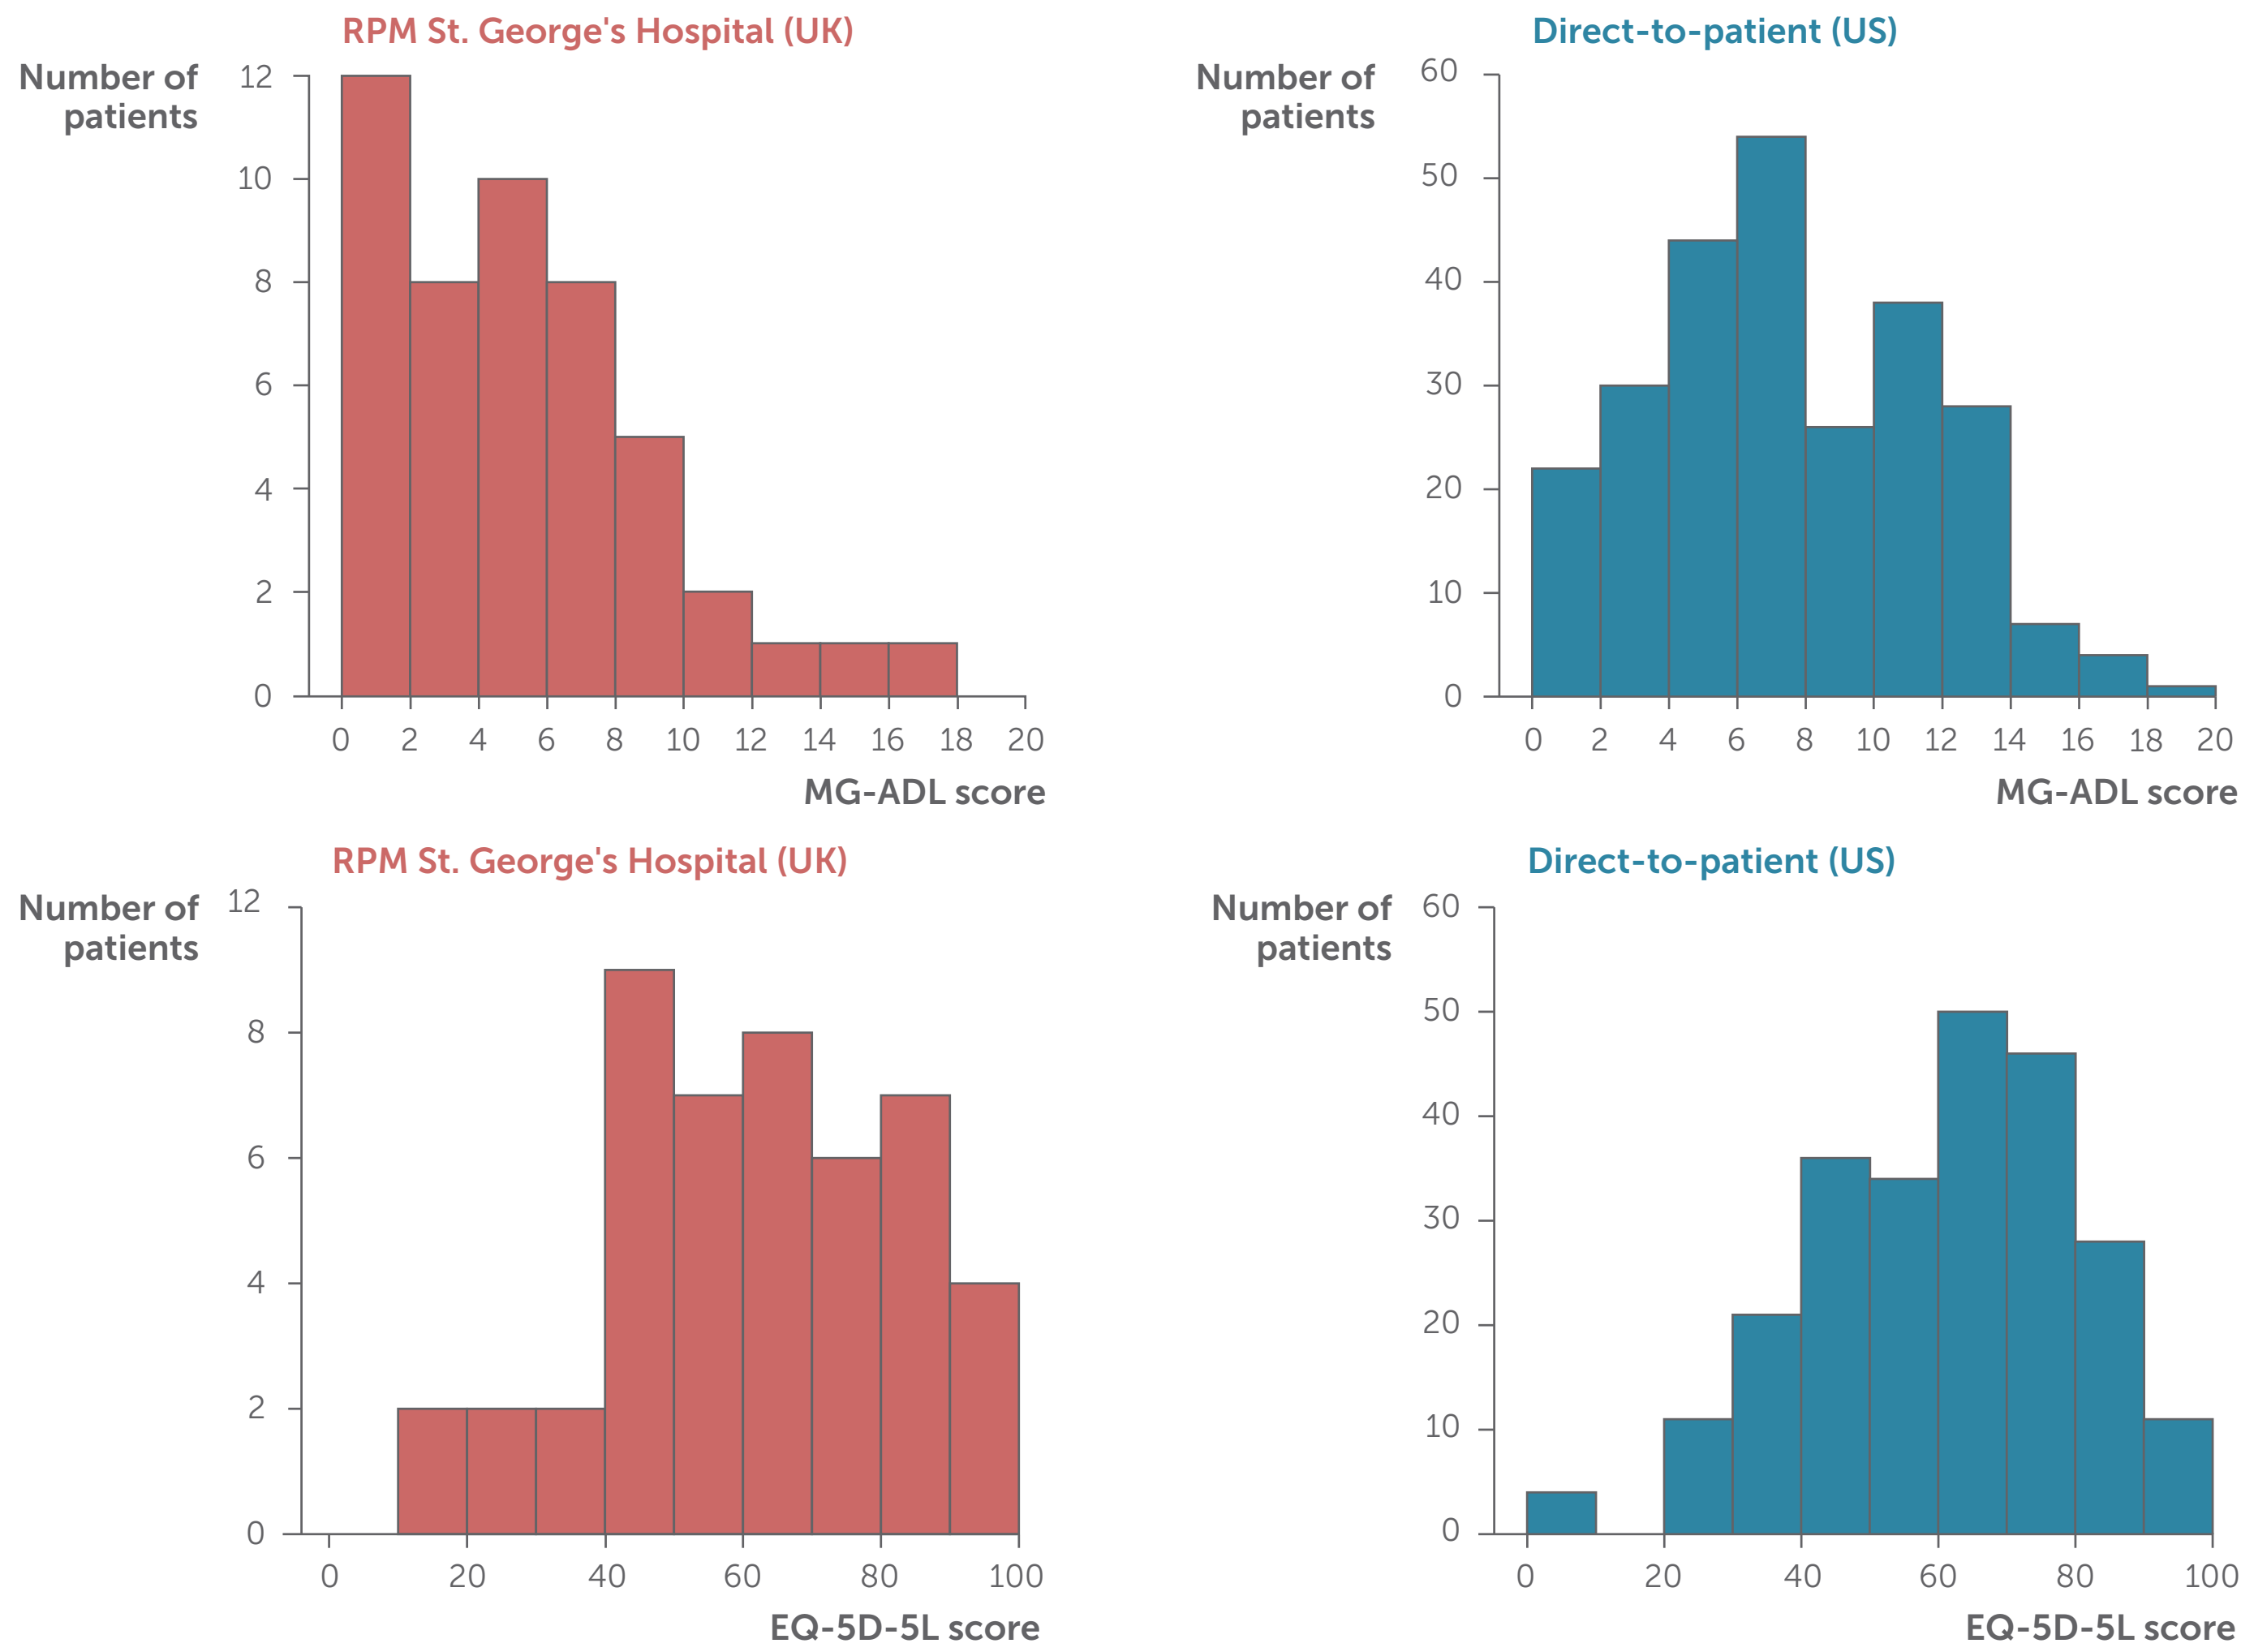 RPM St. George's Hospital (UK)
Number of
patients
12
10
8
6
4
2
0
0 2 4 6 8 10 12 14 16 18 20
MG-ADL score
Direct-to-patient (US)
Number of
patients
60
50
40
30
20
10
0
0 2 4 6 8 10 12 14 16 18 20
MG-ADL score
RPM St. George's Hospital (UK)
Number of
patients
12
8
6
4
2
0
0 20 40 60 80 100
EQ-5D-5L score
Direct-to-patient (US)
Number of
patients
60
50
40
30
20
10
0
0 20 40 60 80 100
EQ-5D-5L score